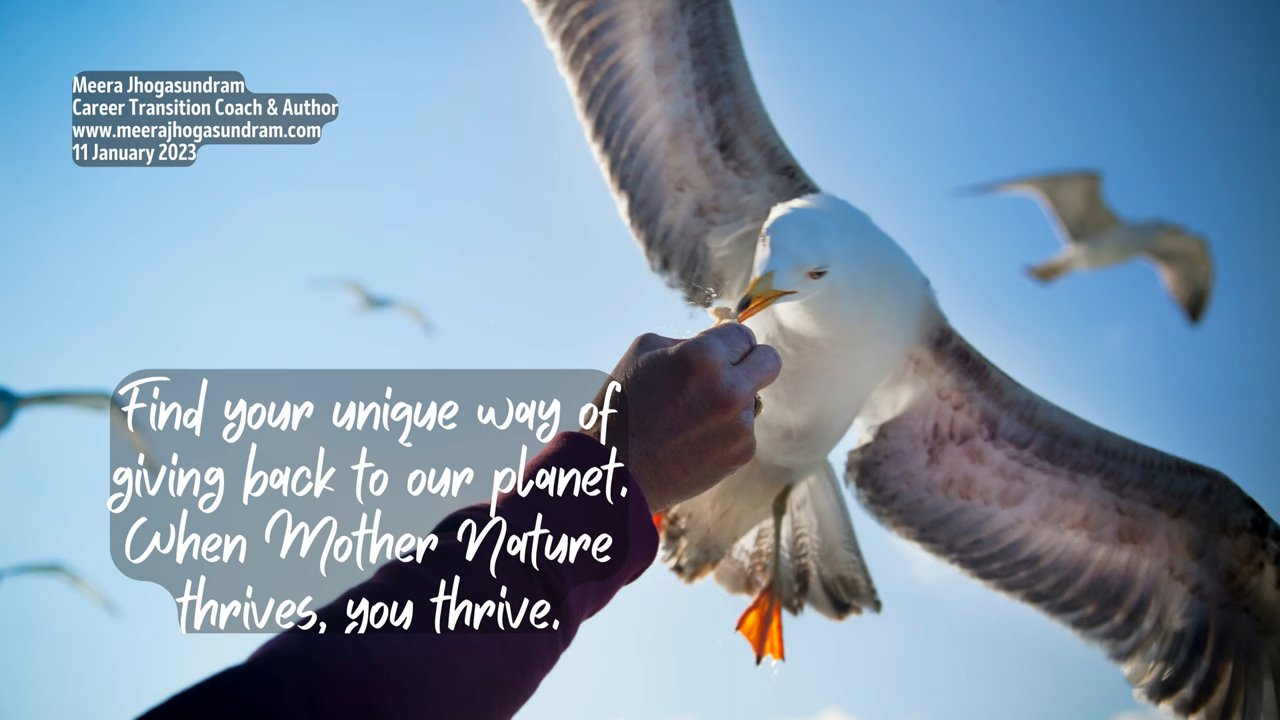 Meera Jhogasundram
Career Transition Coach & Author
www.meerajhogasundram.com
11 January 2023
Find your unique way of
giving back to our planet.
When Mother Nature
thrives, you thrive.